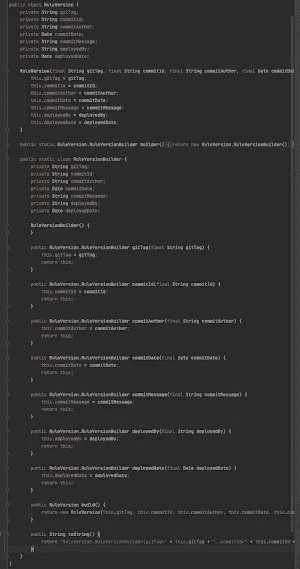 public static class RuleVersion {
private String gitTag;
private String commitId;
private String commitAuthor;
private Date commitDate;
private String commitMessage;
private String deployedBy;
private Date deployedDate;
RuleVersion(final String gitTag, final String commitId, final String commitAuthor, final Date commitDa
this.gitTag = gitTag;
this.commitId = commitId;
this.commitAuthor = commitAuthor;
this.commitDate = commitDate;
this.commitMessage = commitMessage;
this.deployedBy = deployedBy;
this.deployedDate = deployedDate;
}
public static RuleVersion.RuleVersionBuilder builder() { return new RuleVersion.RuleVersionBuilder(); }
public static class RuleVersionBuilder {
private String gitTag;
private String commitId;
private String commitAuthor;
private Date commitDate;
private String commitMessage;
private String deployedBy;
private Date deployedDate;
RuleVersionBuilder() {
}
public RuleVersion.RuleVersionBuilder gitTag(final String gitTag) {
this.gitTag = gitTag;
return this;
}
public RuleVersion.RuleVersionBuilder commitId(final String commitId) {
this.commitId = commitId;
return this;
}
public RuleVersion.RuleVersionBuilder commitAuthor(final String commitAuthor) {
this.commitAuthor = commitAuthor;
return this;
}
public RuleVersion.RuleVersionBuilder commitDate(final Date commitDate) {
this.commitDate = commitDate;
return this;
}
public RuleVersion.RuleVersionBuilder commitMessage(final String commitMessage) {
this.commitMessage = commitMessage;
return this;
}
public RuleVersion.RuleVersionBuilder deployedBy(final String deployedBy) {
this.deployedBy = deployedBy;
return this;
}
public RuleVersion.RuleVersionBuilder deployedDate(final Date deployedDate) {
this.deployedDate = deployedDate;
return this;
}
public RuleVersion build() {
return new RuleVersion(this.gitTag, this.commitId, this.commitAuthor, this.commitDate, this.com
}
public String toString() {
return "RuleVersion.RuleVersionBuilder(gitTag=" + this.gitTag + ", commitId=" + this.commitId +
}